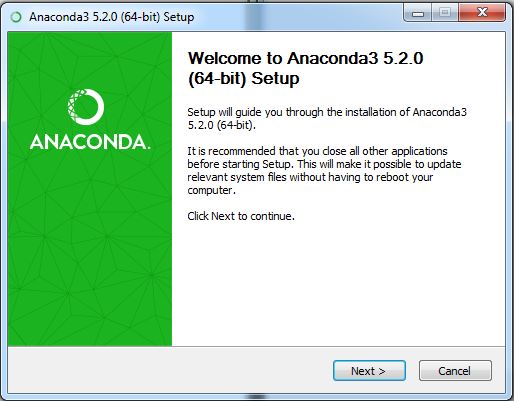 Anaconda3 5.2.0 (64-bit) Setup
Welcome to Anaconda3 5.2.0
(64-bit) Setup
ANACONDA.
Setup will guide you through the installation of Anaconda3
5.2.0 (64-bit).
It is recommended that you close all other applications
before starting Setup. This will make it possible to update
relevant system files without having to reboot your
computer.
Click Next to continue.
Next >
Cancel